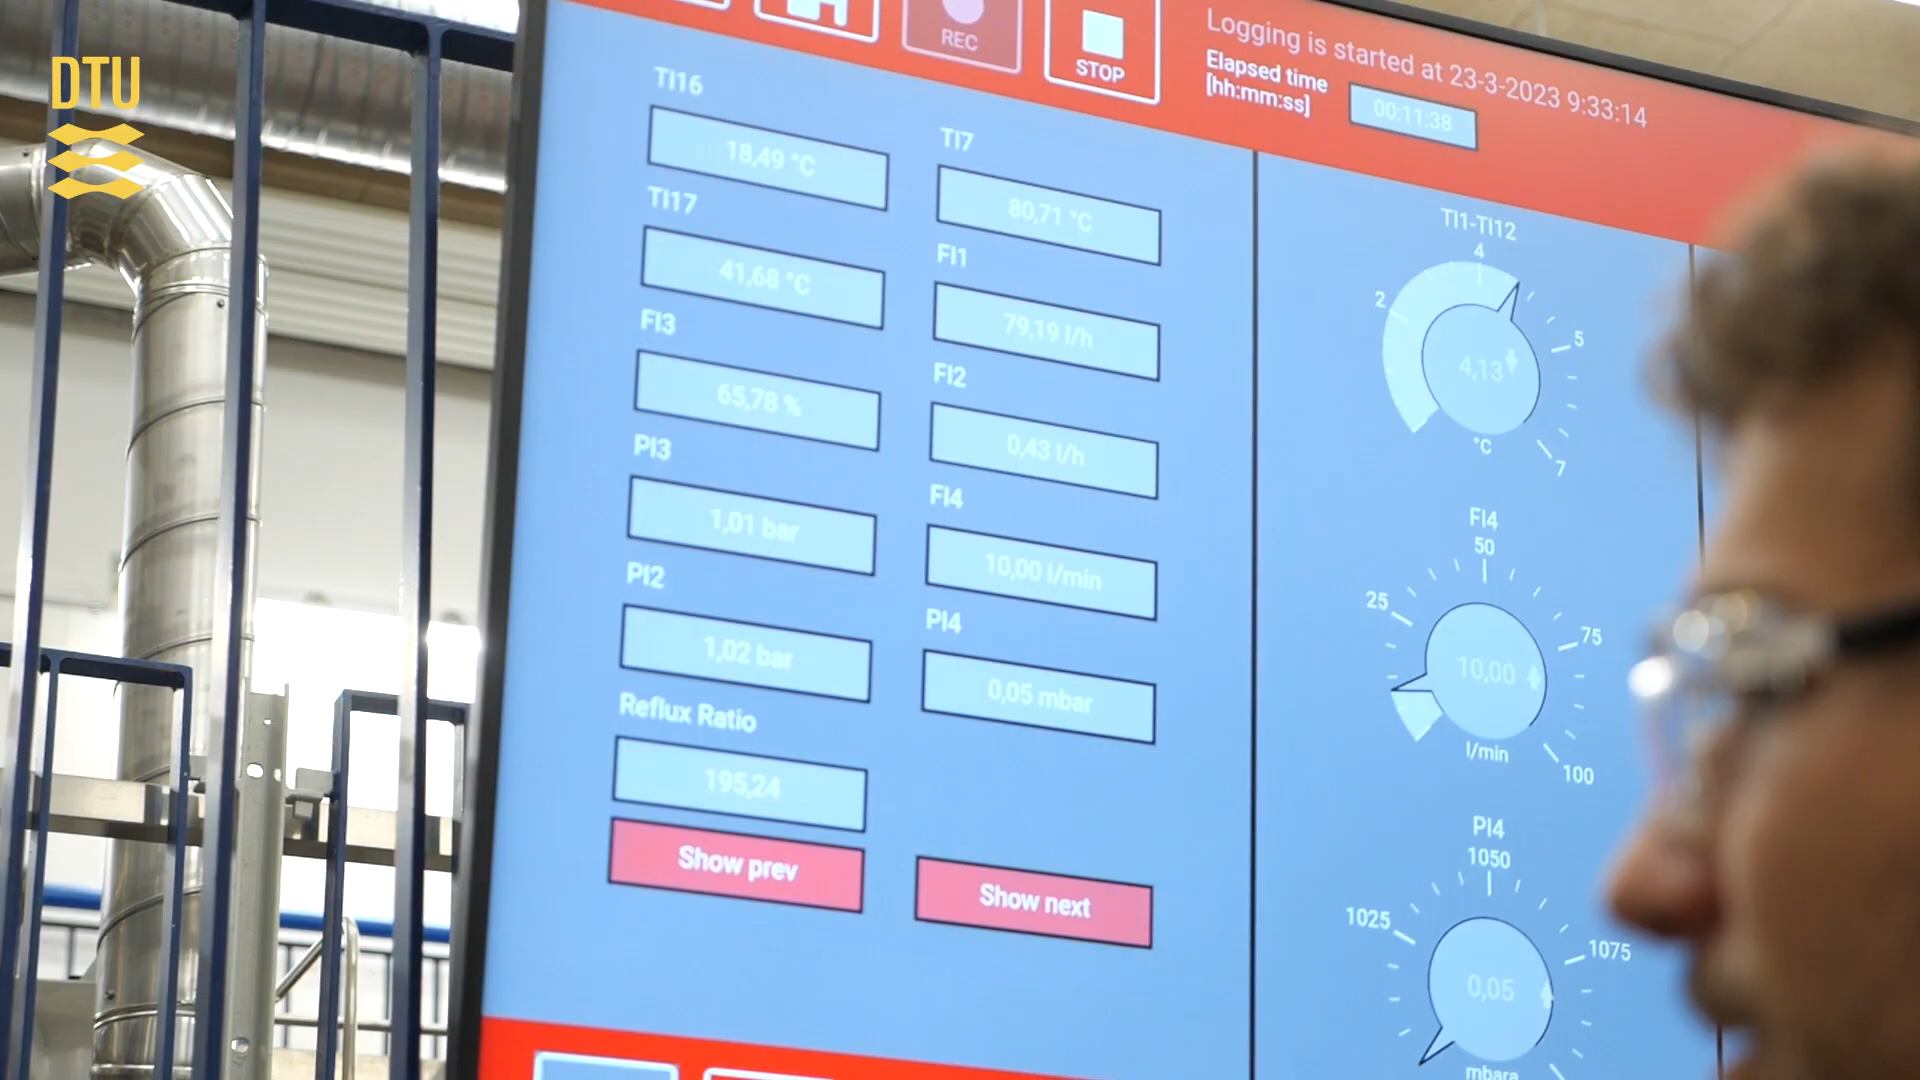 DTU
REC
STOP
Logging is started at 23-3-2023 9:33:14
Elapsed time
[hh:mm:ss]
00:11:38
TI16
18,49 °C
TI17
41,68 °C
FI3
65,78 %
PI3
1,01 bar
PI2
1,02 bar
Reflux Ratio
195,24
Show prev
TI7
80,71 °C
FI1
79,19 l/h
FI2
0,43 l/h
FI4
10,00 l/min
PI4
0,05 mbar
Show next
TI1-TI12
4
2
5
4,13
°C
7
FI4
50
25
75
10,00
l/min
100
PI4
1050
1025
1075
0,05
mbara